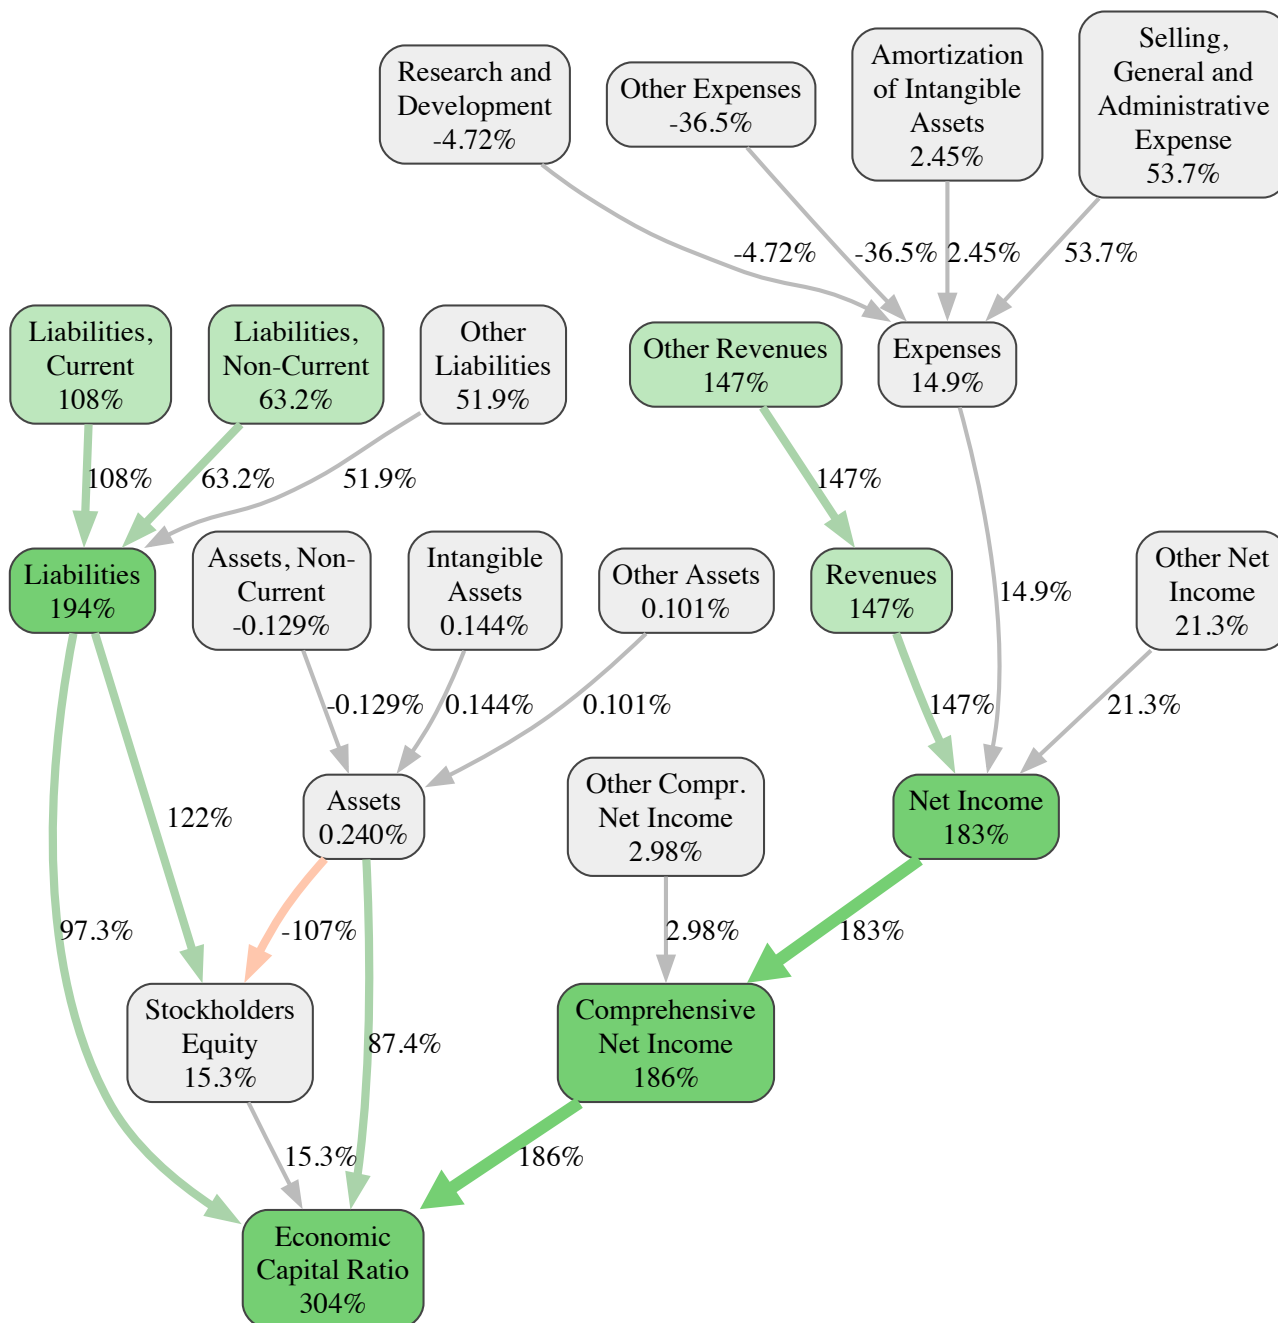 Research and
Development
-4.72%
Other Expenses
-36.5%
Amortization
of Intangible
Assets
2.45%
Selling,
General and
Administrative
Expense
53.7%
-4.72%
-36.5%
2.45%
53.7%
Liabilities,
Current
108%
Liabilities,
Non-Current
63.2%
Other
Liabilities
51.9%
Other Revenues
147%
Expenses
14.9%
108%
63.2%
51.9%
147%
Liabilities
194%
Assets, Non-
Current
-0.129%
Intangible
Assets
0.144%
Other Assets
0.101%
Revenues
147%
14.9%
Other Net
Income
21.3%
-0.129%
0.144%
0.101%
147%
21.3%
122%
Assets
0.240%
Other Compr.
Net Income
2.98%
Net Income
183%
97.3%
-107%
2.98%
183%
Stockholders
Equity
15.3%
87.4%
Comprehensive
Net Income
186%
15.3%
186%
Economic
Capital Ratio
304%